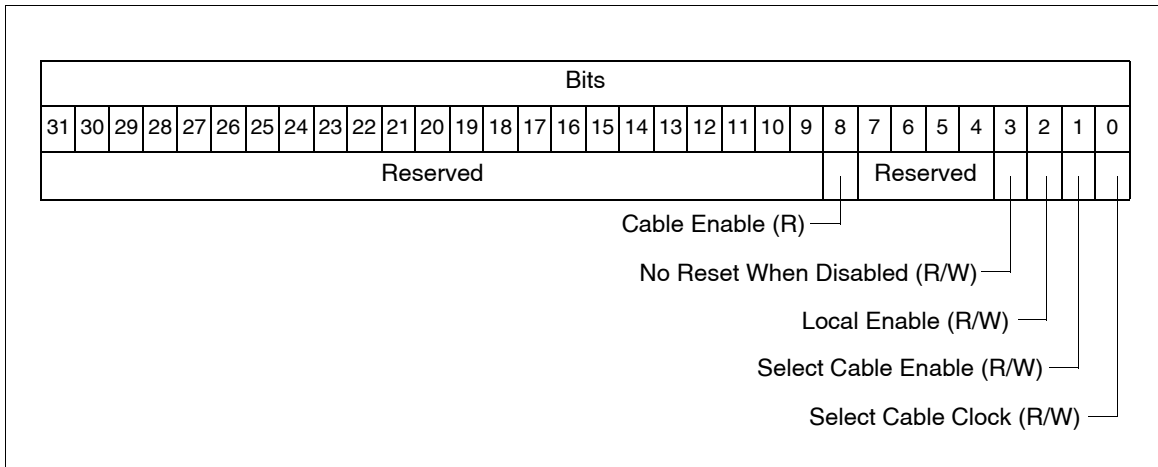 Bits
31 30 29 28 27 26 25 24 23 22 21 20 19 18 17 16 15 14 13 12 11 10 9 8 7 6 5 4 3 2 1 0
Reserved Reserved
Cable Enable (R)
No Reset When Disabled (R/W)
Local Enable (R/W)
Select Cable Enable (R/W)
Select Cable Clock (R/W)